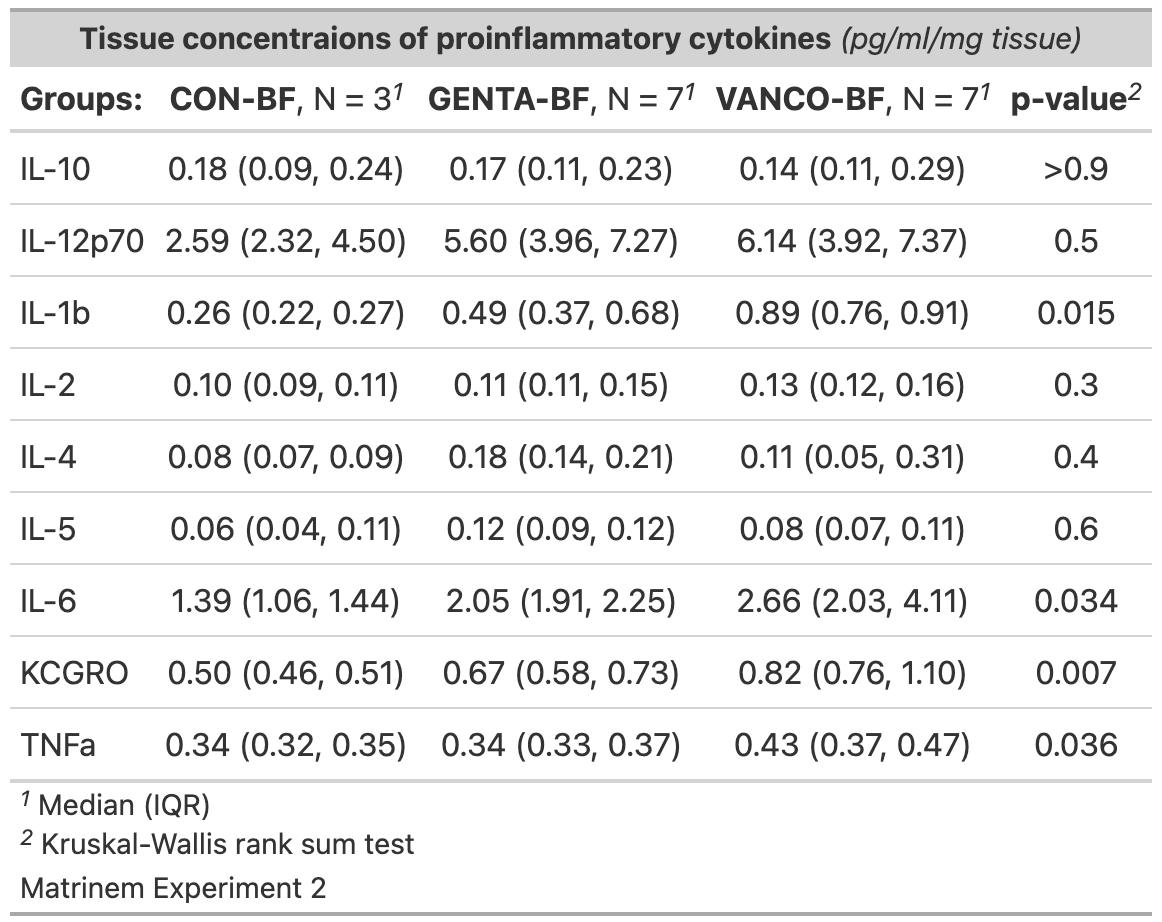 Tissue concentraions of proinflammatory cytokines (pg/ml/mg tissue)
Groups: CON-BF, N = 3¹ GENTA-BF, N = 7¹ VANCO-BF, N = 7¹ p-value²
IL-10 0.18 (0.09, 0.24) 0.17 (0.11, 0.23) 0.14 (0.11, 0.29) >0.9
IL-12p70 2.59 (2.32, 4.50) 5.60 (3.96, 7.27) 6.14 (3.92, 7.37) 0.5
IL-1b 0.26 (0.22, 0.27) 0.49 (0.37, 0.68) 0.89 (0.76, 0.91) 0.015
IL-2 0.10 (0.09, 0.11) 0.11 (0.11, 0.15) 0.13 (0.12, 0.16) 0.3
IL-4 0.08 (0.07, 0.09) 0.18 (0.14, 0.21) 0.11 (0.05, 0.31) 0.4
IL-5 0.06 (0.04, 0.11) 0.12 (0.09, 0.12) 0.08 (0.07, 0.11) 0.6
IL-6 1.39 (1.06, 1.44) 2.05 (1.91, 2.25) 2.66 (2.03, 4.11) 0.034
KCGRO 0.50 (0.46, 0.51) 0.67 (0.58, 0.73) 0.82 (0.76, 1.10) 0.007
TNFa 0.34 (0.32, 0.35) 0.34 (0.33, 0.37) 0.43 (0.37, 0.47) 0.036
¹ Median (IQR)
² Kruskal-Wallis rank sum test
Matrinem Experiment 2